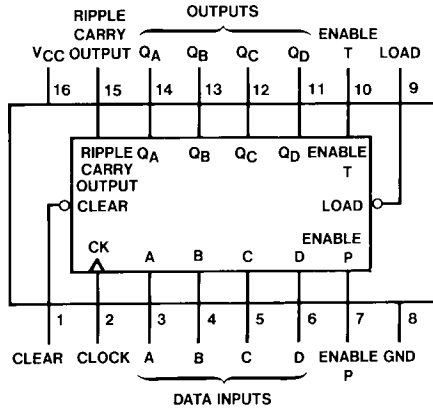 OUTPUTS
RIPPLE
CARRY
OUTPUT
VCC
QA QB QC QD
ENABLE
T
LOAD
16 15 14 13 12 11 10 9
RIPPLE
CARRY
OUTPUT
QA QB QC QD
ENABLE
T
CLEAR
LOAD
CK
A B C D
ENABLE
P
1 2 3 4 5 6 7 8
CLEAR CLOCK A B C D ENABLE
P
GND
DATA INPUTS